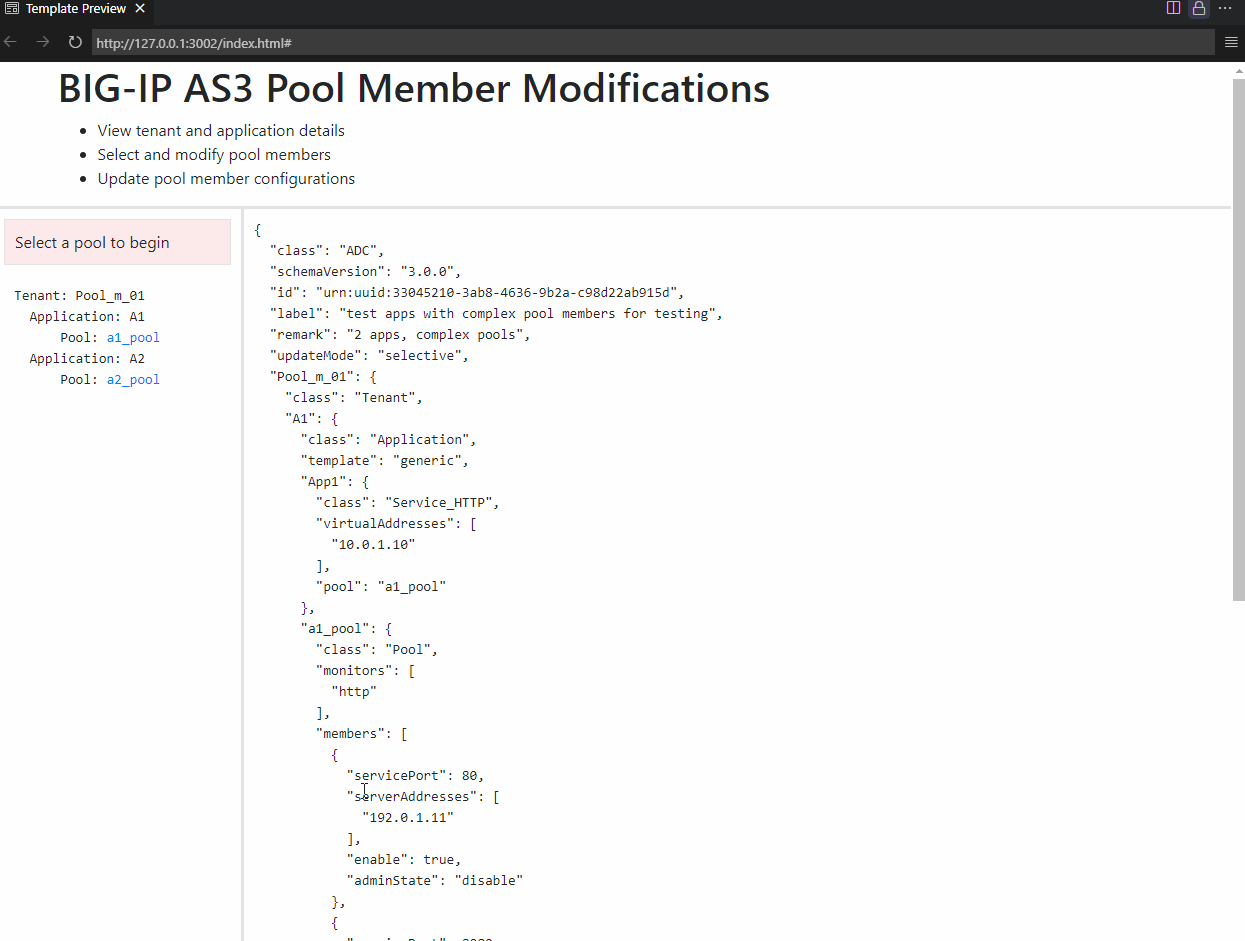 Template Preview
http://127.0.0.1:3002/index.html#
BIG-IP AS3 Pool Member Modifications
View tenant and application details
Select and modify pool members
Update pool member configurations
Select a pool to begin
Tenant: Pool_m_01
Application: A1
Pool: a1_pool
Application: A2
Pool: a2_pool
{
"class": "ADC",
"schemaVersion": "3.0.0",
"id": "urn:uuid:33045210-3ab8-4636-9b2a-c98d22ab915d",
"label": "test apps with complex pool members for testing",
"remark": "2 apps, complex pools",
"updateMode": "selective",
"Pool_m_01": {
"class": "Tenant",
"A1": {
"class": "Application",
"template": "generic",
"App1": {
"class": "Service_HTTP",
"virtualAddresses": [
"10.0.1.10"
],
"pool": "a1_pool"
},
"a1_pool": {
"class": "Pool",
"monitors": [
"http"
],
"members": [
{
"servicePort": 80,
"serverAddresses": [
"192.0.1.11"
],
"enable": true,
"adminState": "disable"
},
{